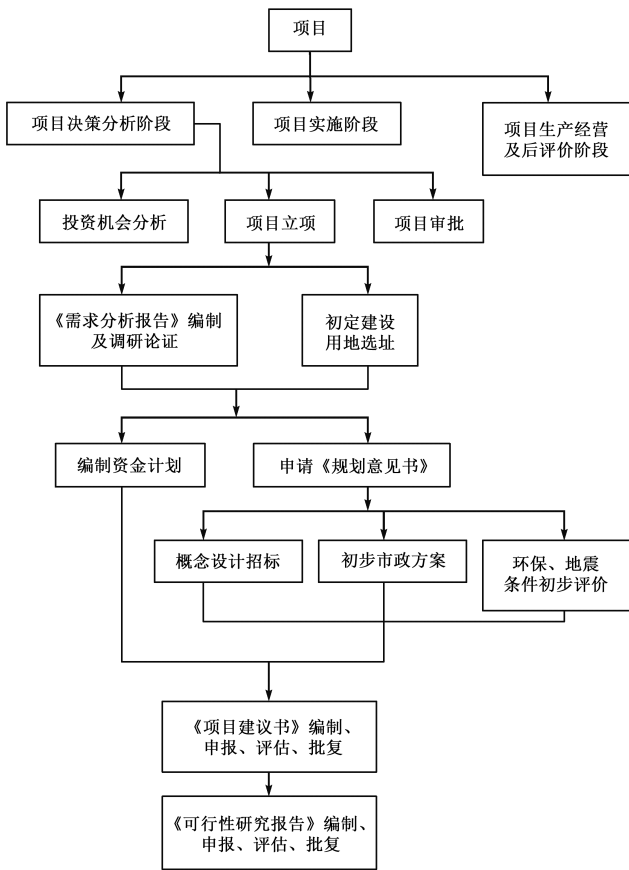 项目
项目决策分析阶段
项目实施阶段
项目生产经营
及后评价阶段
投资机会分析
项目立项
项目审批
《需求分析报告》编制
及调研论证
初定建设
用地选址
编制资金计划
申请《规划意见书》
概念设计招标
初步市政方案
环保、地震
条件初步评价
《项目建议书》编制、
申报、评估、批复
《可行性研究报告》编制、
申报、评估、批复